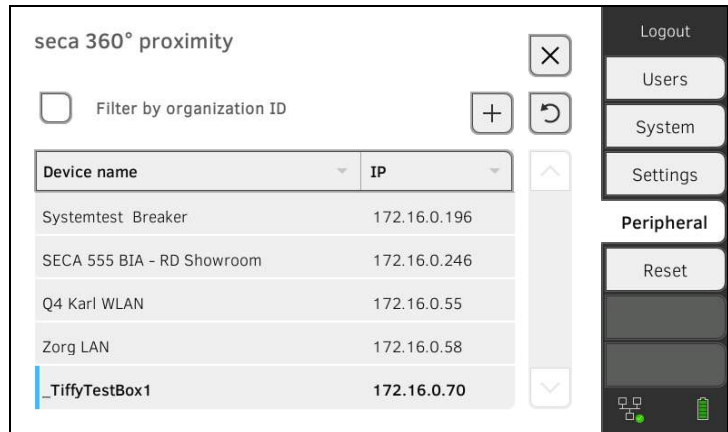 seca 360° proximity
Filter by organization ID
Device name IP
Systemtest Breaker 172.16.0.196
SECA 555 BIA - RD Showroom 172.16.0.246
Q4 Karl WLAN 172.16.0.55
Zorg LAN 172.16.0.58
_TiffyTestBox1 172.16.0.70
Logout
Users
System
Settings
Peripheral
Reset